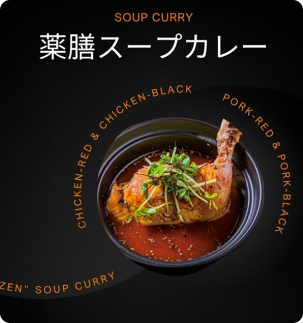 SOUP CURRY
薬膳スープカレー
CHICKEN-RED & CHICKEN-BLACK
PORK-RED & PORK-BLACK
ZEN" SOUP CURRY